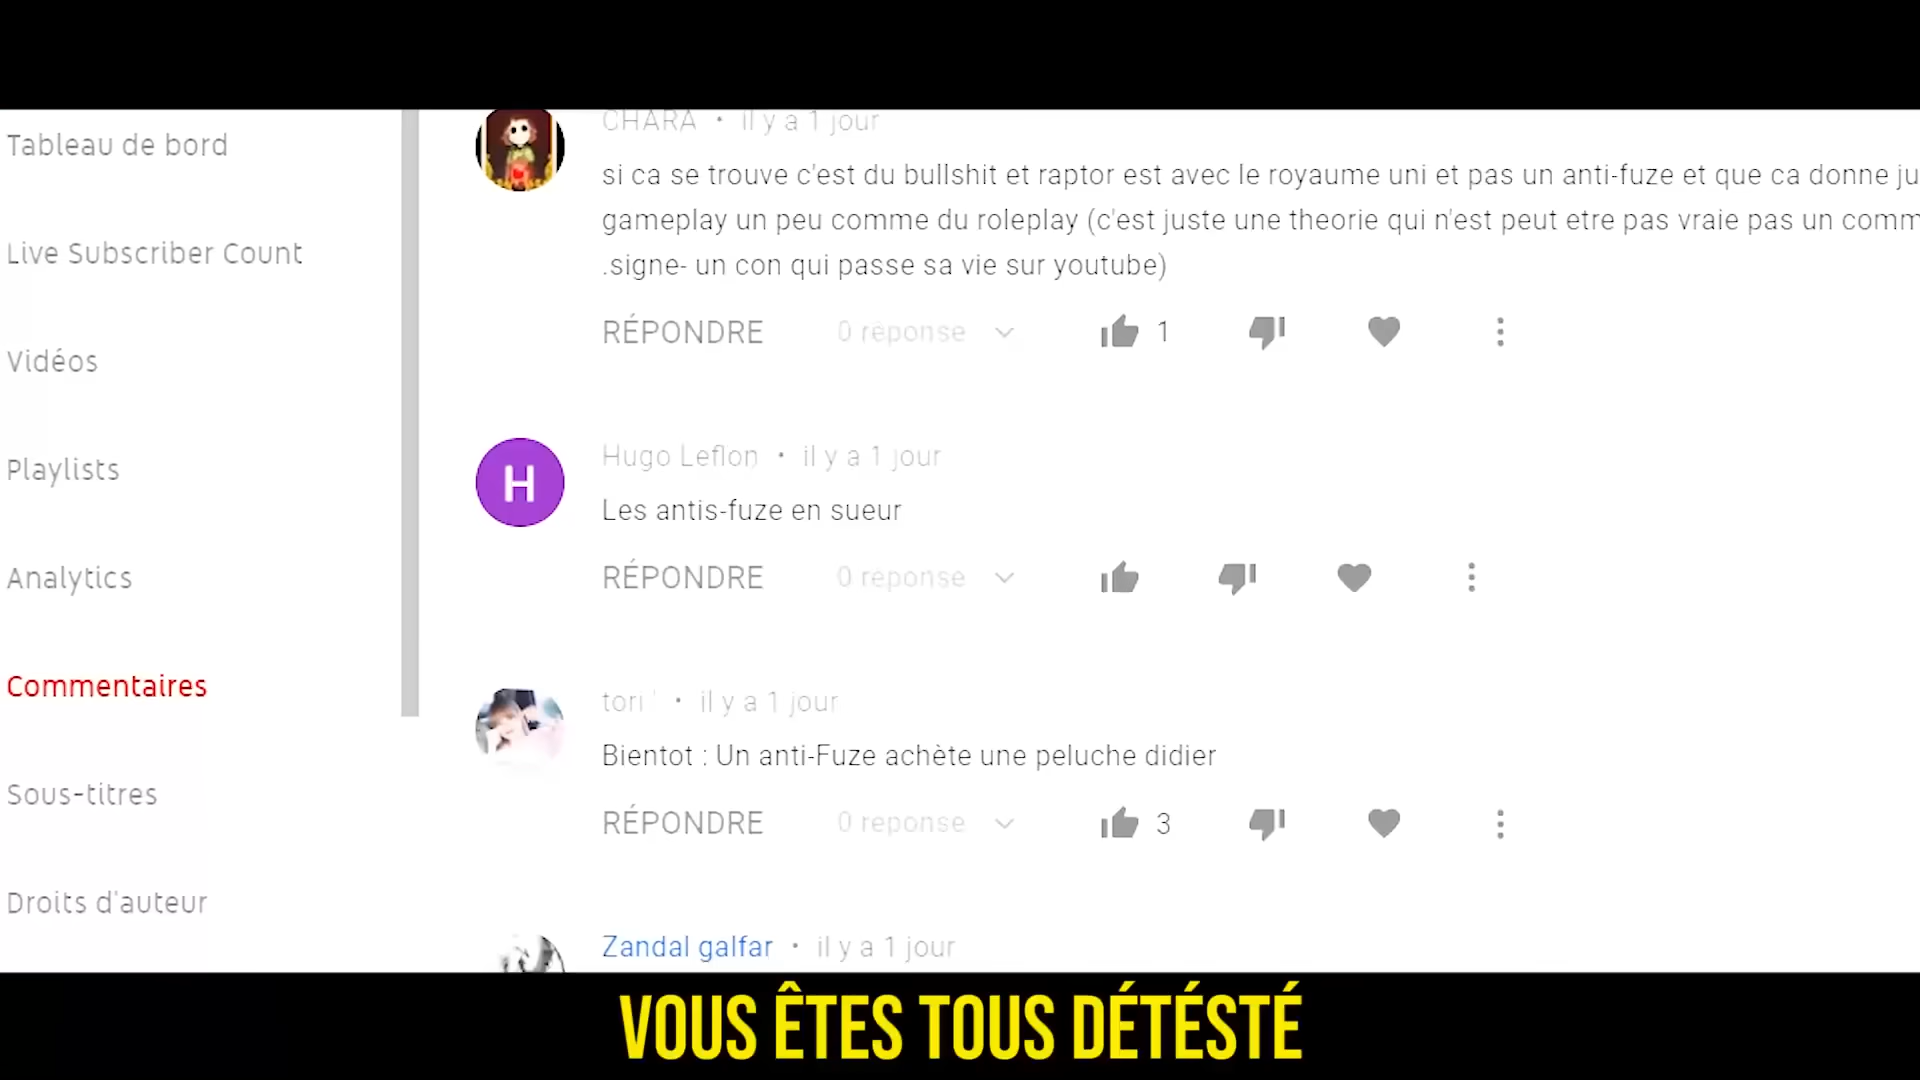 Tableau de bord
Live Subscriber Count
Vidéos
Playlists
Analytics
Commentaires
Sous-titres
Droits d'auteur
CHARA • il y a 1 jour
si ca se trouve c'est du bullshit et raptor est avec le royaume uni et pas un anti-fuze et que ca donne ju
gameplay un peu comme du roleplay (c'est juste une theorie qui n'est peut etre pas vraie pas un comm
.signe- un con qui passe sa vie sur youtube)
RÉPONDRE 0 réponse 1
H
Hugo Leflon • il y a 1 jour
Les antis-fuze en sueur
RÉPONDRE 0 reponse
tori ' • il y a 1 jour
Bientot : Un anti-Fuze achète une peluche didier
RÉPONDRE 0 reponse 3
Zandal galfar • il y a 1 jour
VOUS ÊTES TOUS DÉTÉSTÉ